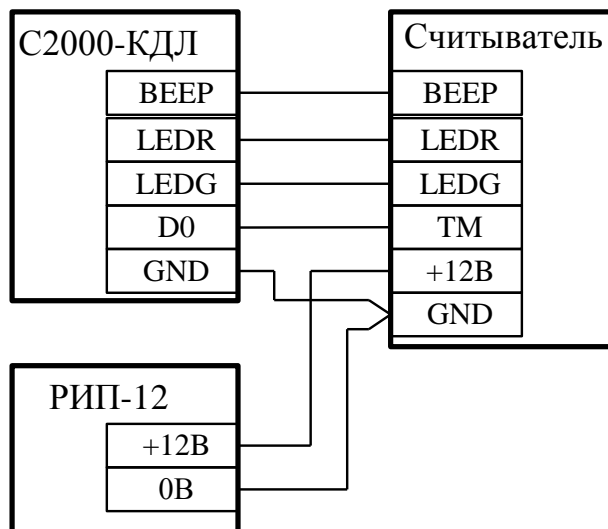 С2000-КДЛ
BEEP
LEDR
LEDG
D0
GND
Считыватель
BEEP
LEDR
LEDG
TM
+12В
GND
РИП-12
+12В
0В